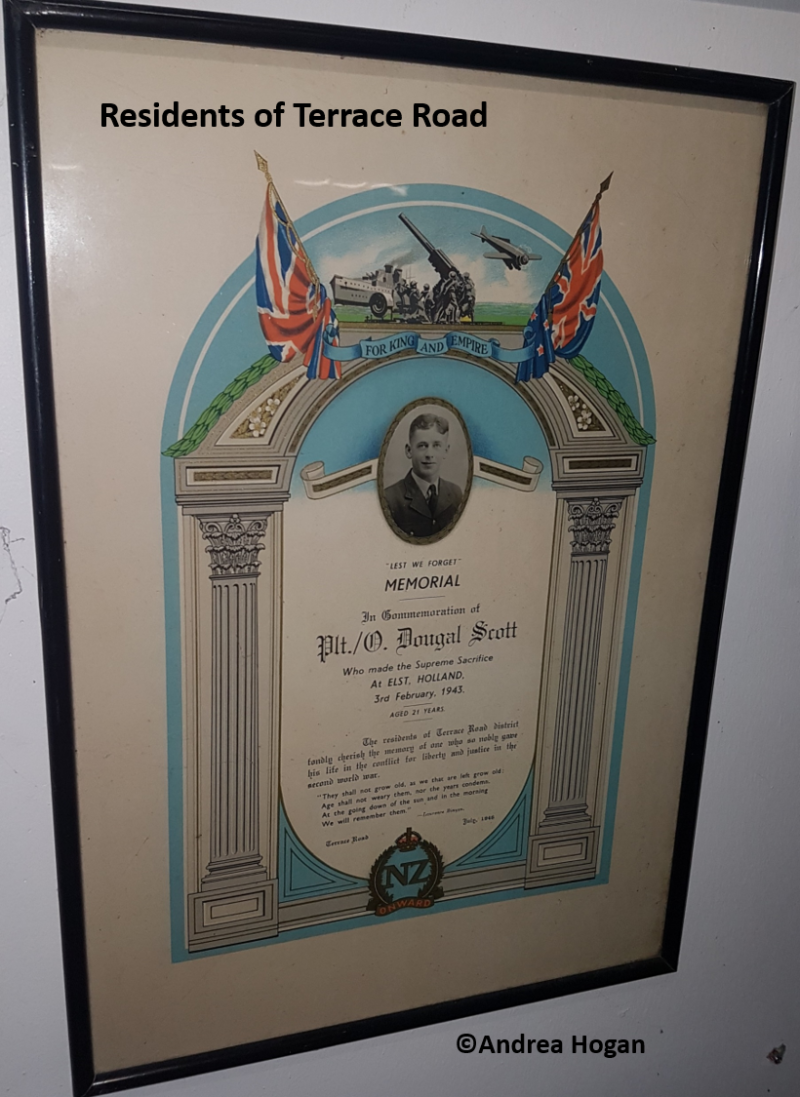 Residents of Terrace Road
FOR KING AND EMPIRE
"LEST WE FORGET"
MEMORIAL
In Commemoration of
Plt./O. Dougal Scott
Who made the Supreme Sacrifice
At ELST, HOLLAND,
3rd February, 1943.
AGED 21 YEARS.
The residents of Terrace Road district
fondly cherish the memory of one who so nobly gave
his life in the conflict for liberty and justice in the
second world war.
"They shall not grow old, as we that are left grow old:
Age shall not weary them, nor the years condemn.
At the going down of the sun and in the morning
We will remember them."
—Laurence Binyon.
Terrace Road
July, 1946
NZ
ONWARD
©Andrea Hogan